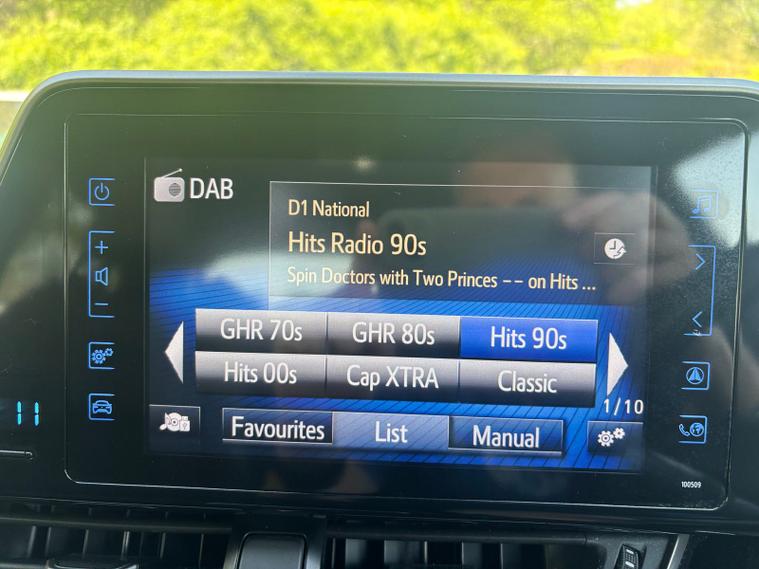 DAB
D1 National
Hits Radio 90s
Spin Doctors with Two Princes -- on Hits ...
GHR 70s GHR 80s Hits 90s
Hits 00s Cap XTRA Classic
1/10
Favourites List Manual
11
100509